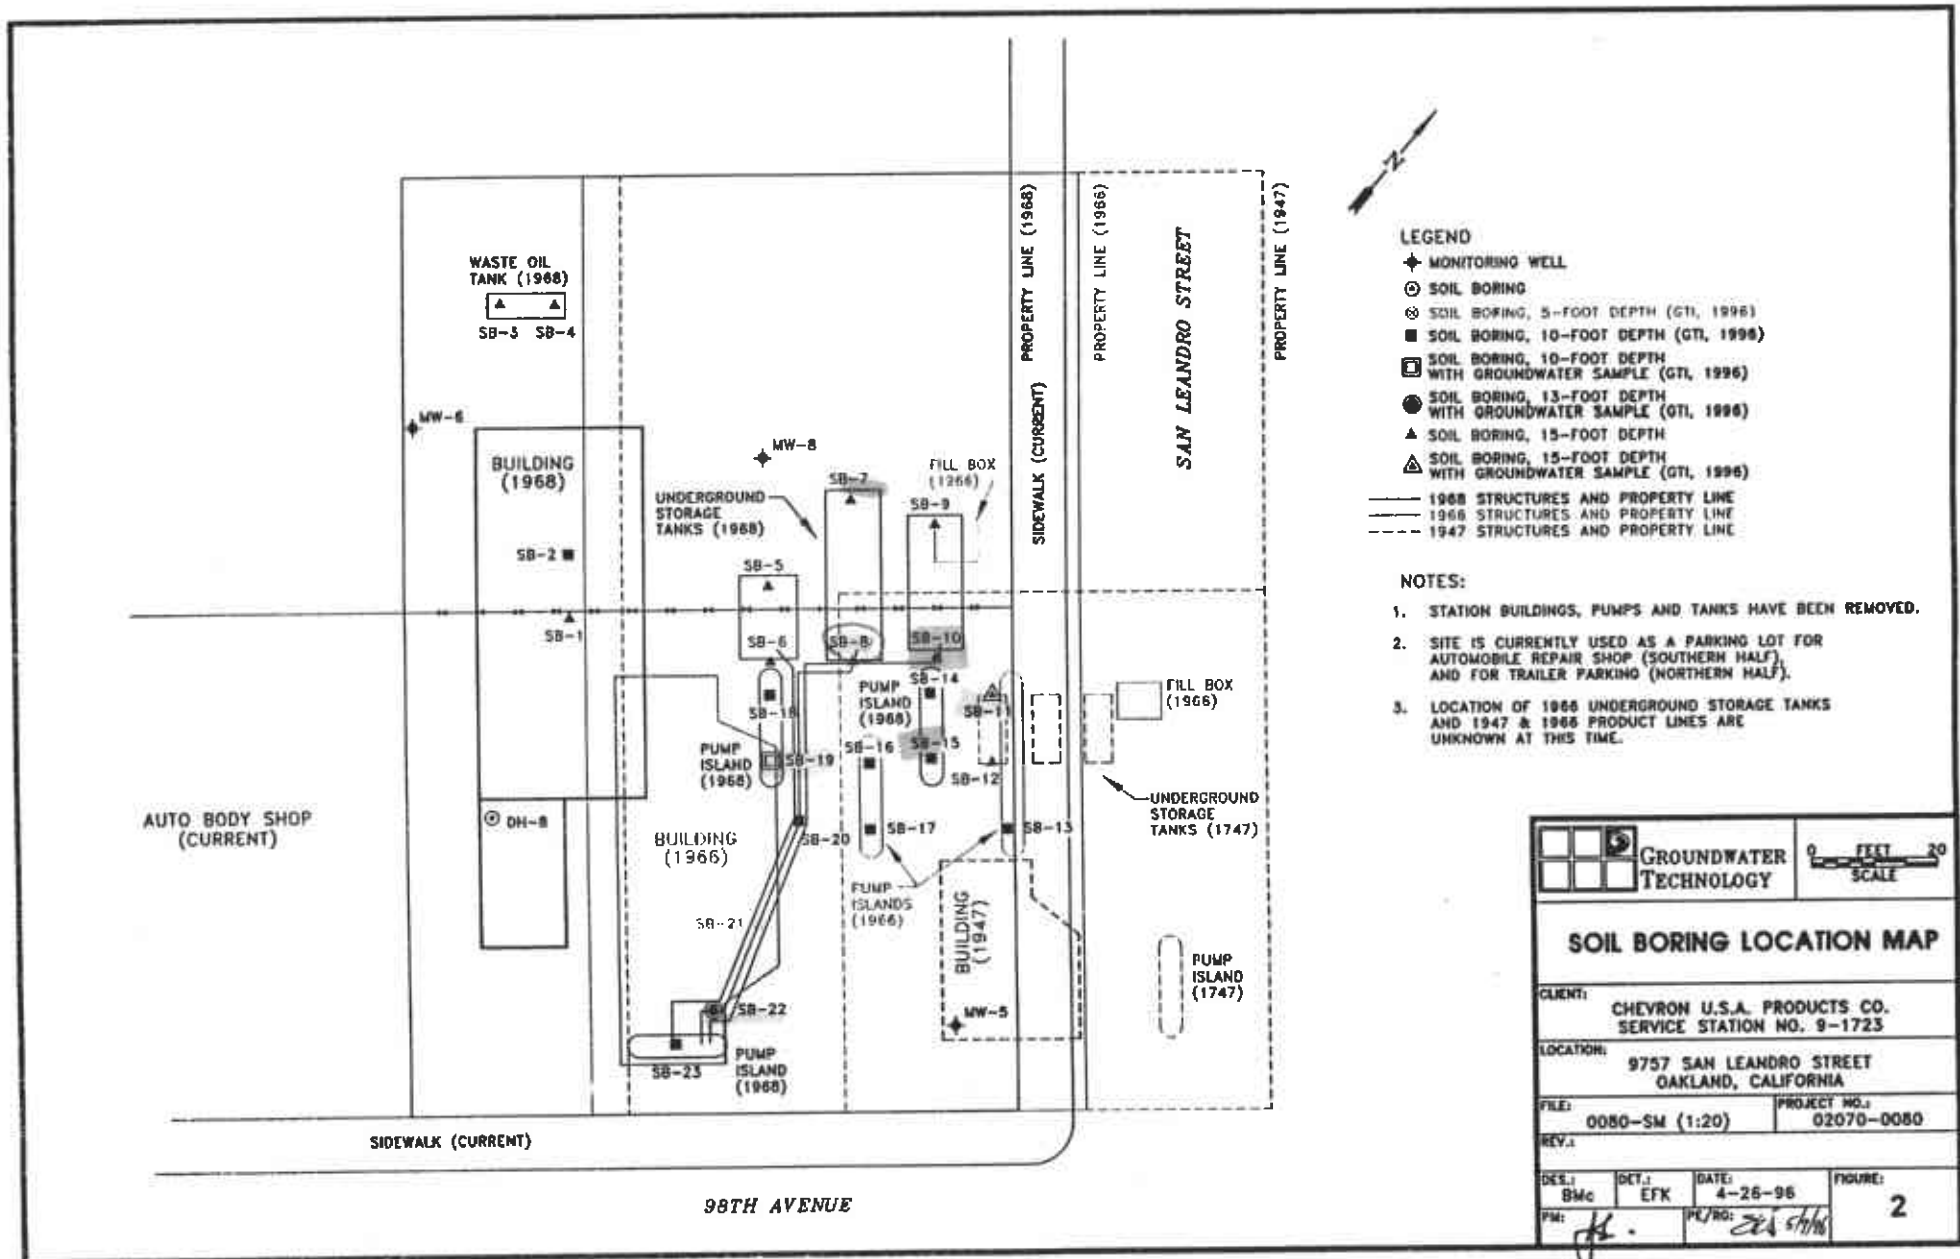 WASTE OIL
TANK (1968)
SB-3 SB-4
MW-6
BUILDING
(1968)
SB-2
SB-1
DH-8
AUTO BODY SHOP
(CURRENT)
MW-8
UNDERGROUND
STORAGE
TANKS (1968)
SB-7
FILL BOX
(1966)
SB-9
SB-5
SB-6
SB-8
SB-10
SB-14
SB-18
PUMP
ISLAND
(1968)
SB-11
PUMP
ISLAND
(1968)
SB-19
SB-16
SB-15
SB-12
SB-20
SB-17
SB-13
BUILDING
(1966)
PUMP
ISLANDS
(1966)
SB-21
BUILDING
(1947)
SB-22
MW-5
SB-23
PUMP
ISLAND
(1968)
FILL BOX
(1966)
UNDERGROUND
STORAGE
TANKS (1747)
PUMP
ISLAND
(1747)
PROPERTY LINE (1968)
SIDEWALK (CURRENT)
PROPERTY LINE (1966)
SAN LEANDRO STREET
PROPERTY LINE (1947)
SIDEWALK (CURRENT)
98TH AVENUE
N
LEGEND
MONITORING WELL
SOIL BORING
SOIL BORING, 5-FOOT DEPTH (GTI, 1996)
SOIL BORING, 10-FOOT DEPTH (GTI, 1996)
SOIL BORING, 10-FOOT DEPTH
WITH GROUNDWATER SAMPLE (GTI, 1996)
SOIL BORING, 13-FOOT DEPTH
WITH GROUNDWATER SAMPLE (GTI, 1996)
SOIL BORING, 15-FOOT DEPTH
SOIL BORING, 15-FOOT DEPTH
WITH GROUNDWATER SAMPLE (GTI, 1996)
1968 STRUCTURES AND PROPERTY LINE
1966 STRUCTURES AND PROPERTY LINE
1947 STRUCTURES AND PROPERTY LINE
NOTES:
1. STATION BUILDINGS, PUMPS AND TANKS HAVE BEEN REMOVED.
2. SITE IS CURRENTLY USED AS A PARKING LOT FOR
AUTOMOBILE REPAIR SHOP (SOUTHERN HALF),
AND FOR TRAILER PARKING (NORTHERN HALF).
3. LOCATION OF 1966 UNDERGROUND STORAGE TANKS
AND 1947 & 1966 PRODUCT LINES ARE
UNKNOWN AT THIS TIME.
GROUNDWATER
TECHNOLOGY
0 FEET 20
SCALE
SOIL BORING LOCATION MAP
CLIENT:
CHEVRON U.S.A. PRODUCTS CO.
SERVICE STATION NO. 9-1723
LOCATION:
9757 SAN LEANDRO STREET
OAKLAND, CALIFORNIA
FILE:
0080-SM (1:20)
PROJECT NO.:
02070-0080
REV.:
DES.:
BMc
DET.:
EFK
DATE:
4-26-96
FIGURE:
2
PM:
PE/RG:
5/7/96